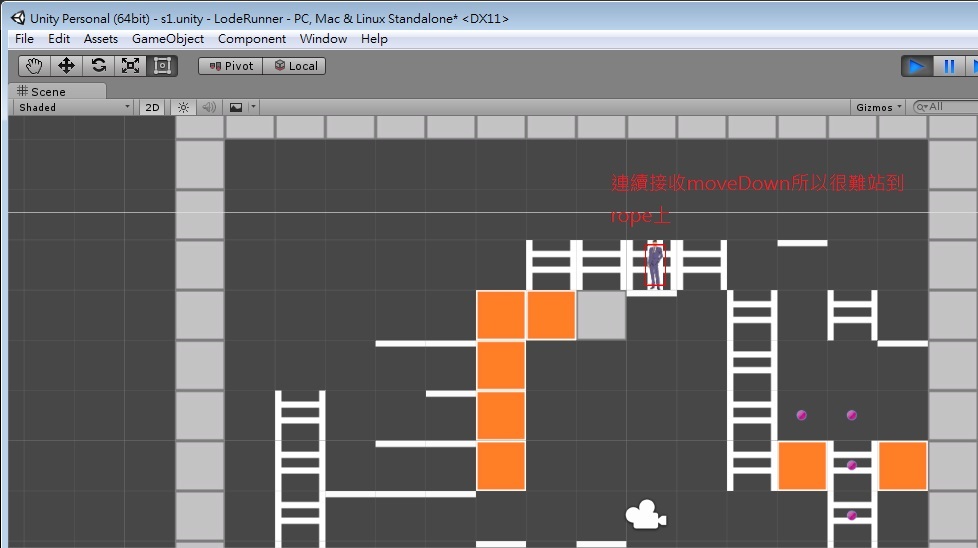 Unity Personal (64bit) - s1.unity - LodeRunner - PC, Mac & Linux Standalone* <DX11>
File Edit Assets GameObject Component Window Help
Pivot Local
Scene
Shaded 2D Gizmos All
連續接收moveDown所以很難站到
rope上